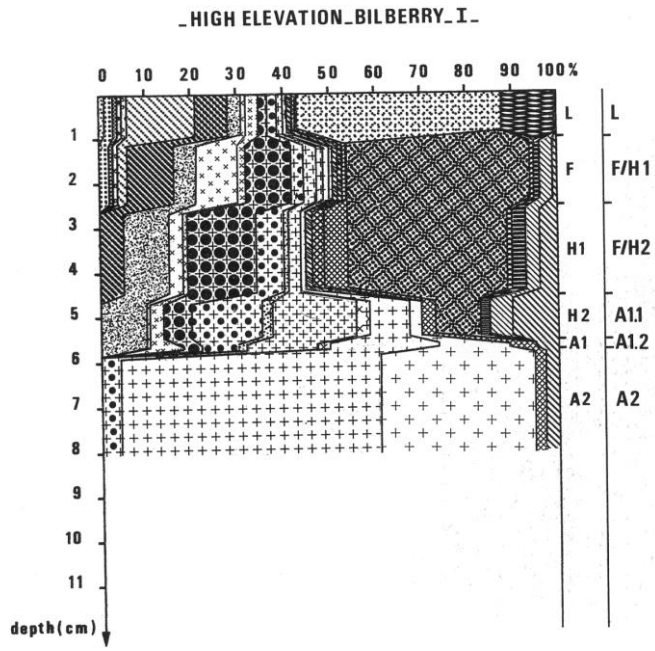 _HIGH ELEVATION_BILBERRY_I_
0 10 20 30 40 50 60 70 80 90 100 %
L L
1
F F/H1
2
3
H1 F/H2
4
5 H2 A1.1
A1 A1.2
6
7 A2 A2
8
9
10
11
depth(cm)